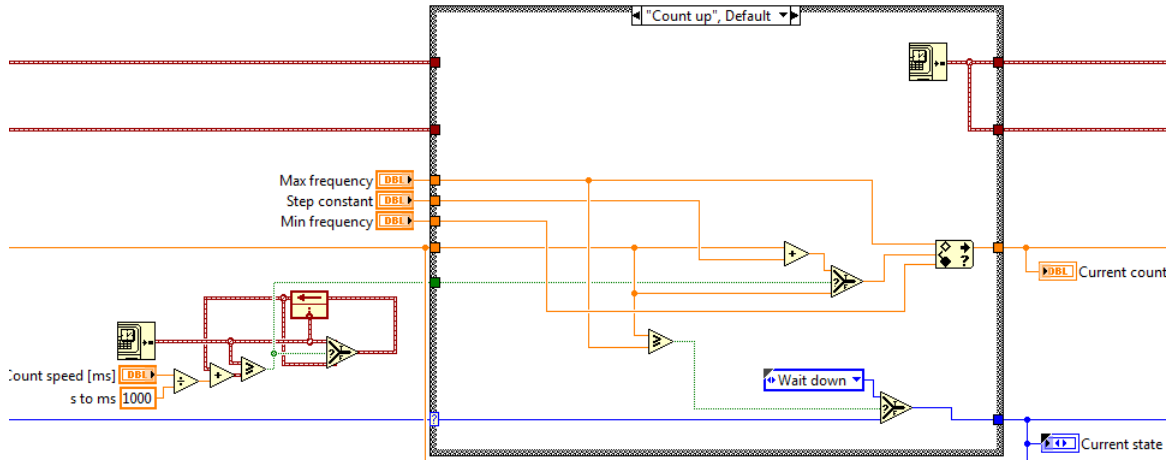 "Count up", Default
Max frequency DBL
Step constant DBL
Min frequency DBL
DBL Current count
Count speed [ms] DBL
s to ms 1000
Wait down
Current state